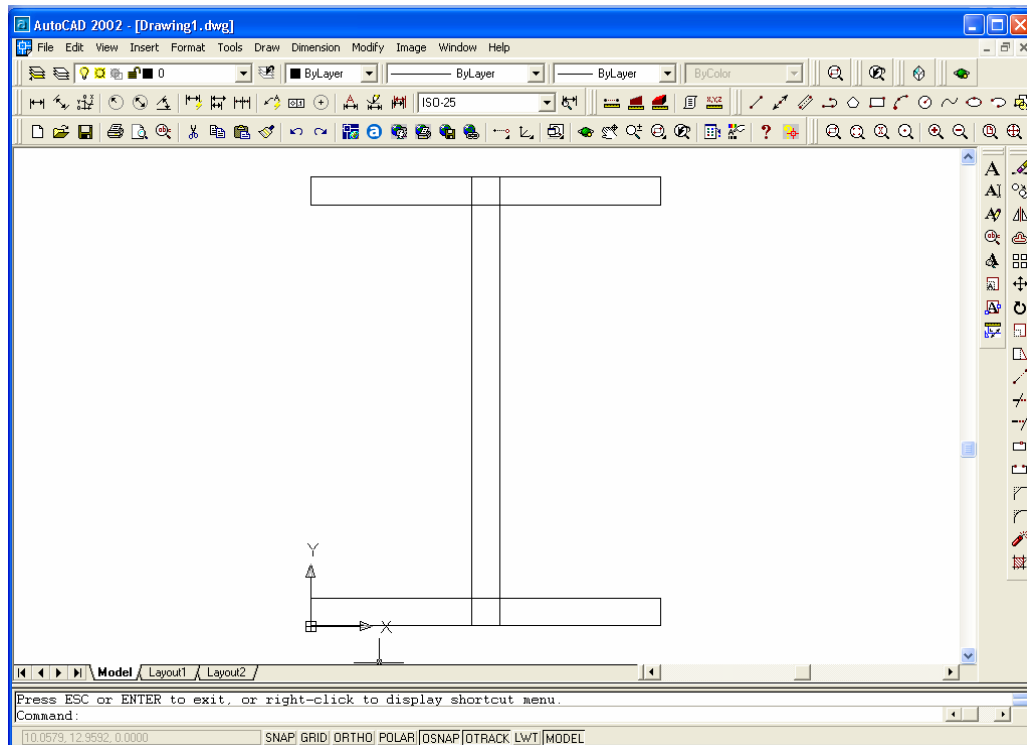 AutoCAD 2002 - [Drawing1.dwg]
File Edit View Insert Format Tools Draw Dimension Modify Image Window Help
0 ByLayer ByLayer ByLayer ByColor
ISO-25
Y
X
Model Layout1 Layout2
Press ESC or ENTER to exit, or right-click to display shortcut menu.
Command:
10.0579, 12.9592, 0.0000 SNAP GRID ORTHO POLAR OSNAP OTRACK LWT MODEL